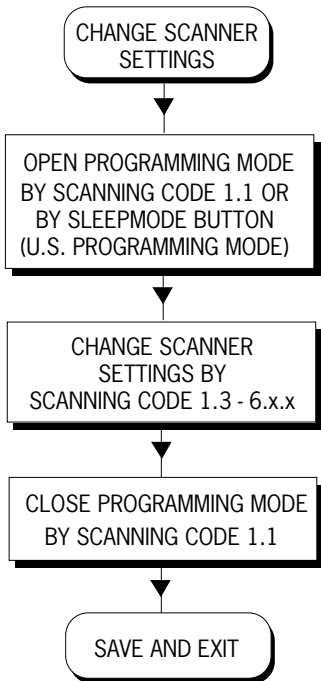 CHANGE SCANNER
SETTINGS
OPEN PROGRAMMING MODE
BY SCANNING CODE 1.1 OR
BY SLEEPMODE BUTTON
(U.S. PROGRAMMING MODE)
CHANGE SCANNER
SETTINGS BY
SCANNING CODE 1.3 - 6.x.x
CLOSE PROGRAMMING MODE
BY SCANNING CODE 1.1
SAVE AND EXIT